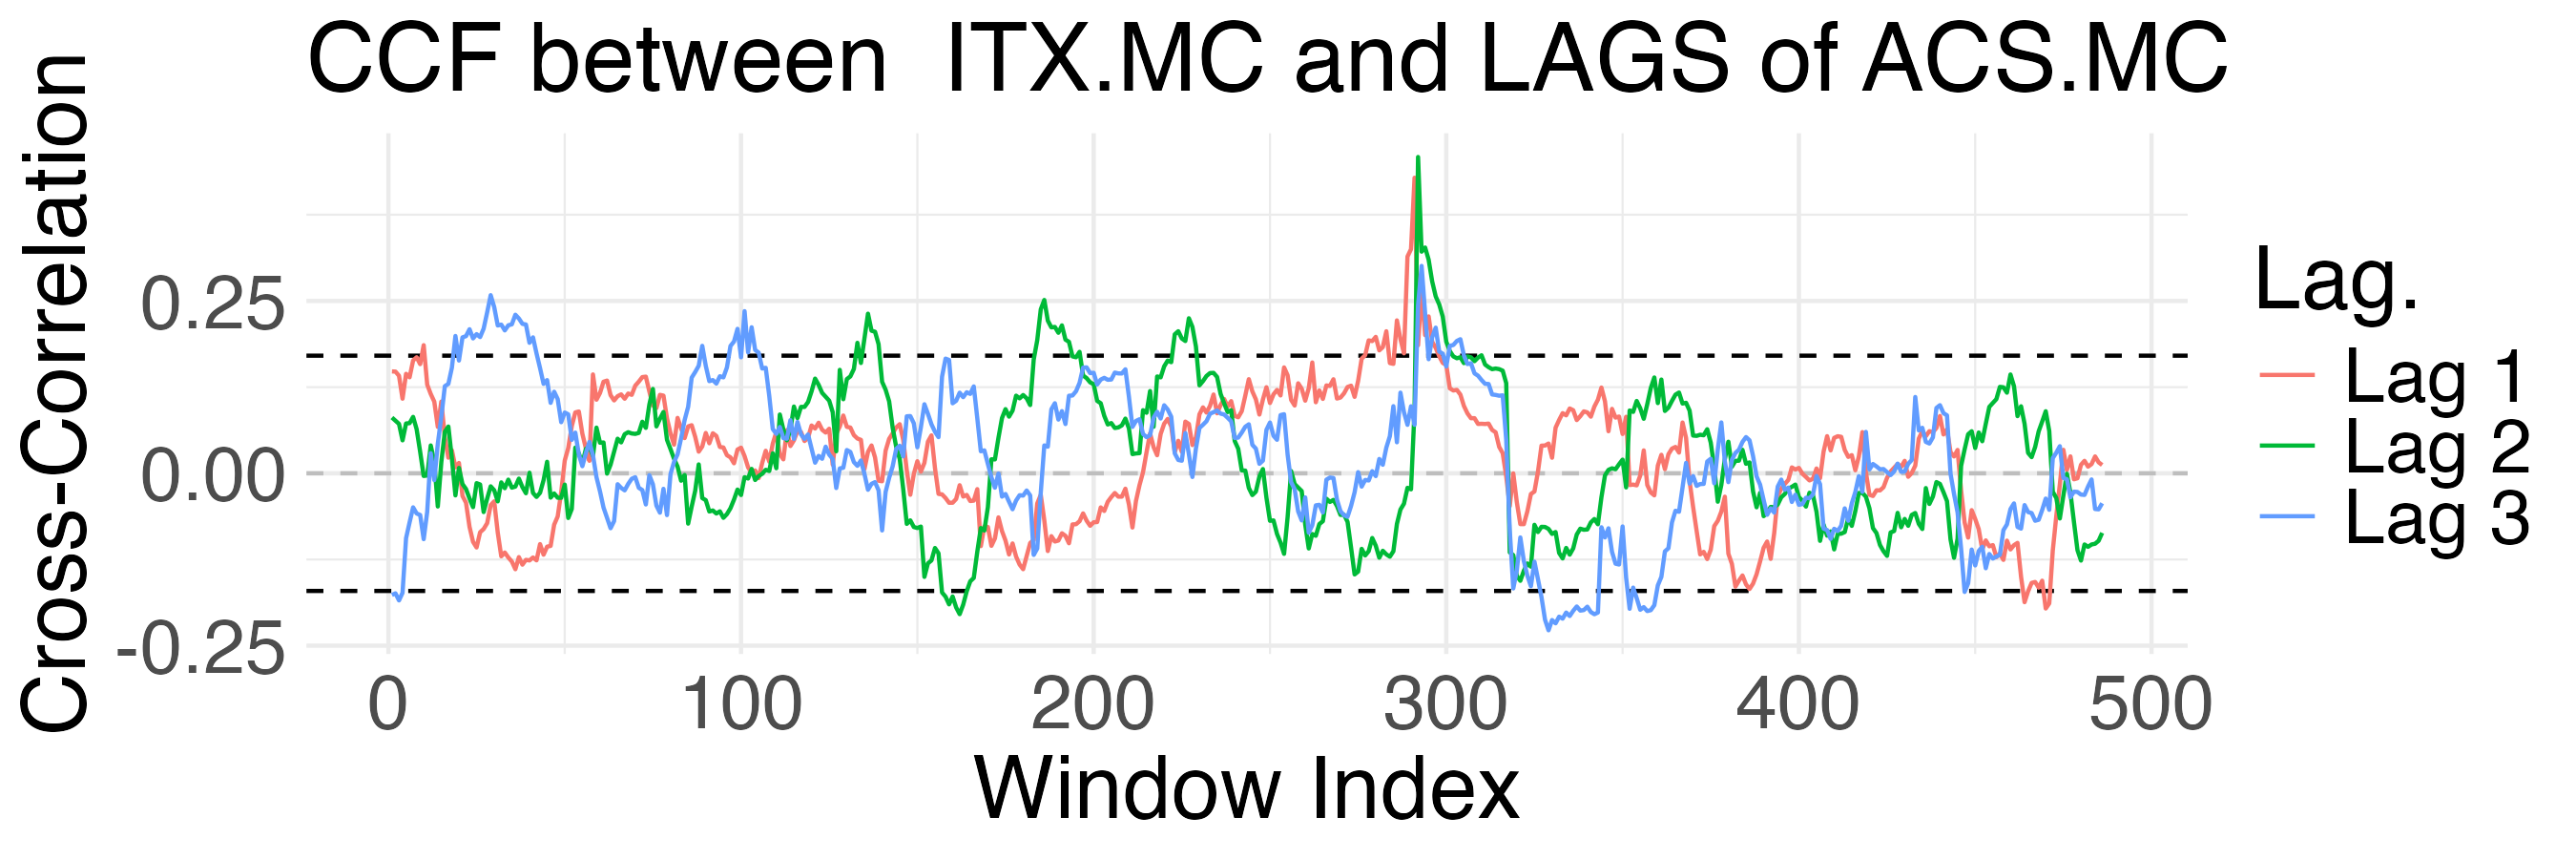 CCF between  ITX.MC and LAGS of ACS.MC
Cross-Correlation
0.25
0.00
-0.25
0
100
200
300
400
500
Window Index
Lag.
Lag 1
Lag 2
Lag 3